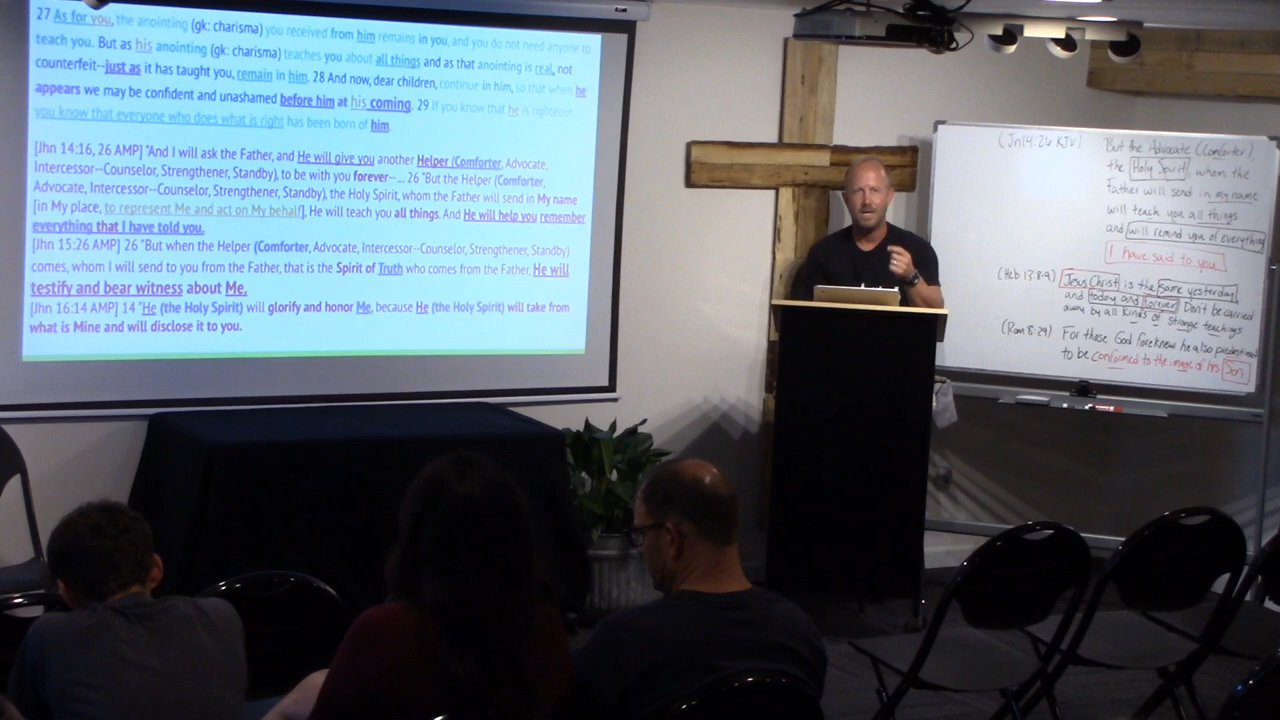 27 As for you, the anointing (gk: charisma) you received from him remains in you, and you do not need anyone to
teach you. But as his anointing (gk: charisma) teaches you about all things and as that anointing is real, not
counterfeit--just as it has taught you, remain in him. 28 And now, dear children, continue in him, so that when he
appears we may be confident and unashamed before him at his coming. 29 If you know that he is righteous,
you know that everyone who does what is right has been born of him.
[Jhn 14:16, 26 AMP] "And I will ask the Father, and He will give you another Helper (Comforter, Advocate,
Intercessor--Counselor, Strengthener, Standby), to be with you forever--... 26 "But the Helper (Comforter,
Advocate, Intercessor--Counselor, Strengthener, Standby), the Holy Spirit, whom the Father will send in My name
[in My place, to represent Me and act on My behalf], He will teach you all things. And He will help you remember
everything that I have told you.
[Jhn 15:26 AMP] 26 "But when the Helper (Comforter, Advocate, Intercessor--Counselor, Strengthener, Standby)
comes, whom I will send to you from the Father, that is the Spirit of Truth who comes from the Father, He will
testify and bear witness about Me.
[Jhn 16:14 AMP] 14 "He (the Holy Spirit) will glorify and honor Me, because He (the Holy Spirit) will take from
what is Mine and will disclose it to you.
(Jn 14:26 KJV) But the Advocate (Comforter),
the Holy Spirit, whom the
Father will send in my name
will teach you all things
and will remind you of everything
I have said to you.
(Heb 13:8-9) Jesus Christ is the same yesterday
and today and forever. Don't be carried
away by all kinds of strange teachings
(Rom 8:29) For those God foreknew he also predestined
to be conformed to the image of his Son